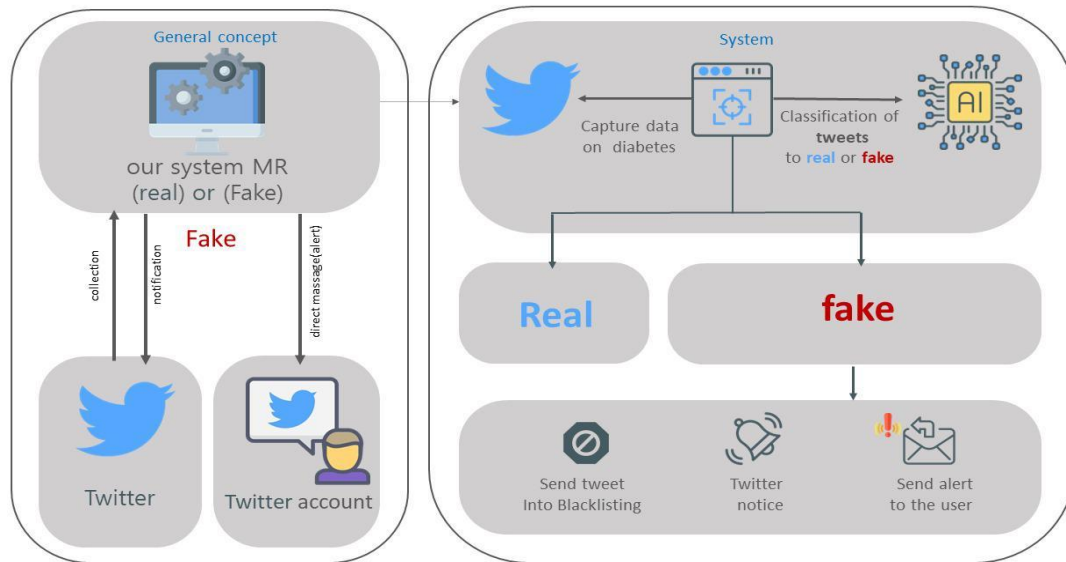 General concept
our system MR
(real) or (Fake)
Fake
collection
notification
direct massage(alert)
Twitter
Twitter account
System
Capture data
on diabetes
Classification of
tweets
to real or fake
AI
Real
fake
Send tweet
Into Blacklisting
Twitter
notice
Send alert
to the user